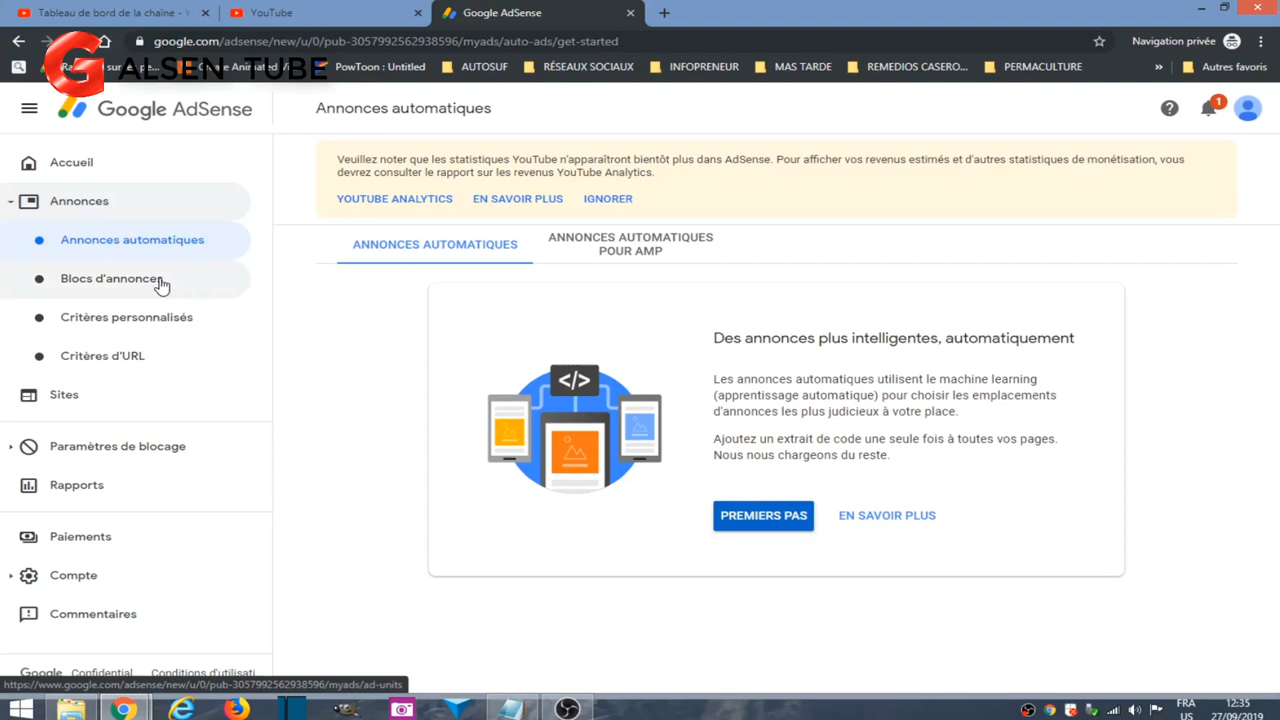 Tableau de bord de la chaîne - Y
YouTube
Google AdSense
google.com/adsense/new/u/0/pub-3057992562938596/myads/auto-ads/get-started
Navigation privée
PowToon : Untitled
AUTOSUF
RÉSEAUX SOCIAUX
INFOPRENEUR
MAS TARDE
REMEDIOS CASERO...
PERMACULTURE
»
Autres favoris
GALSEN TUBE
Google AdSense
Annonces automatiques
1
Accueil
Annonces
Annonces automatiques
Blocs d'annonces
Critères personnalisés
Critères d'URL
Sites
Paramètres de blocage
Rapports
Paiements
Compte
Commentaires
Google Confidential Conditions d'utilisati
Veuillez noter que les statistiques YouTube n'apparaîtront bientôt plus dans AdSense. Pour afficher vos revenus estimés et d'autres statistiques de monétisation, vous
devrez consulter le rapport sur les revenus YouTube Analytics.
YOUTUBE ANALYTICS EN SAVOIR PLUS IGNORER
ANNONCES AUTOMATIQUES
ANNONCES AUTOMATIQUES
POUR AMP
</>
Des annonces plus intelligentes, automatiquement
Les annonces automatiques utilisent le machine learning
(apprentissage automatique) pour choisir les emplacements
d'annonces les plus judicieux à votre place.
Ajoutez un extrait de code une seule fois à toutes vos pages.
Nous nous chargeons du reste.
PREMIERS PAS
EN SAVOIR PLUS
https://www.google.com/adsense/new/u/0/pub-3057992562938596/myads/ad-units
FRA
US
12:35
27/09/2019